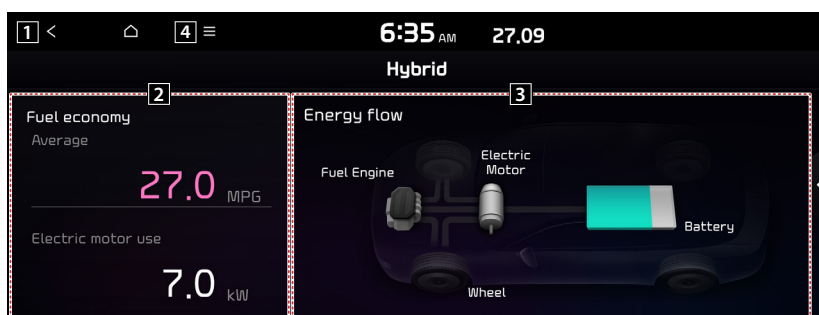 1 < 4 ≡ 6:35 AM 27.09
Hybrid
2 3
Fuel economy
Average
27.0 MPG
Electric motor use
7.0 kW
Energy flow
Fuel Engine
Electric
Motor
Battery
Wheel